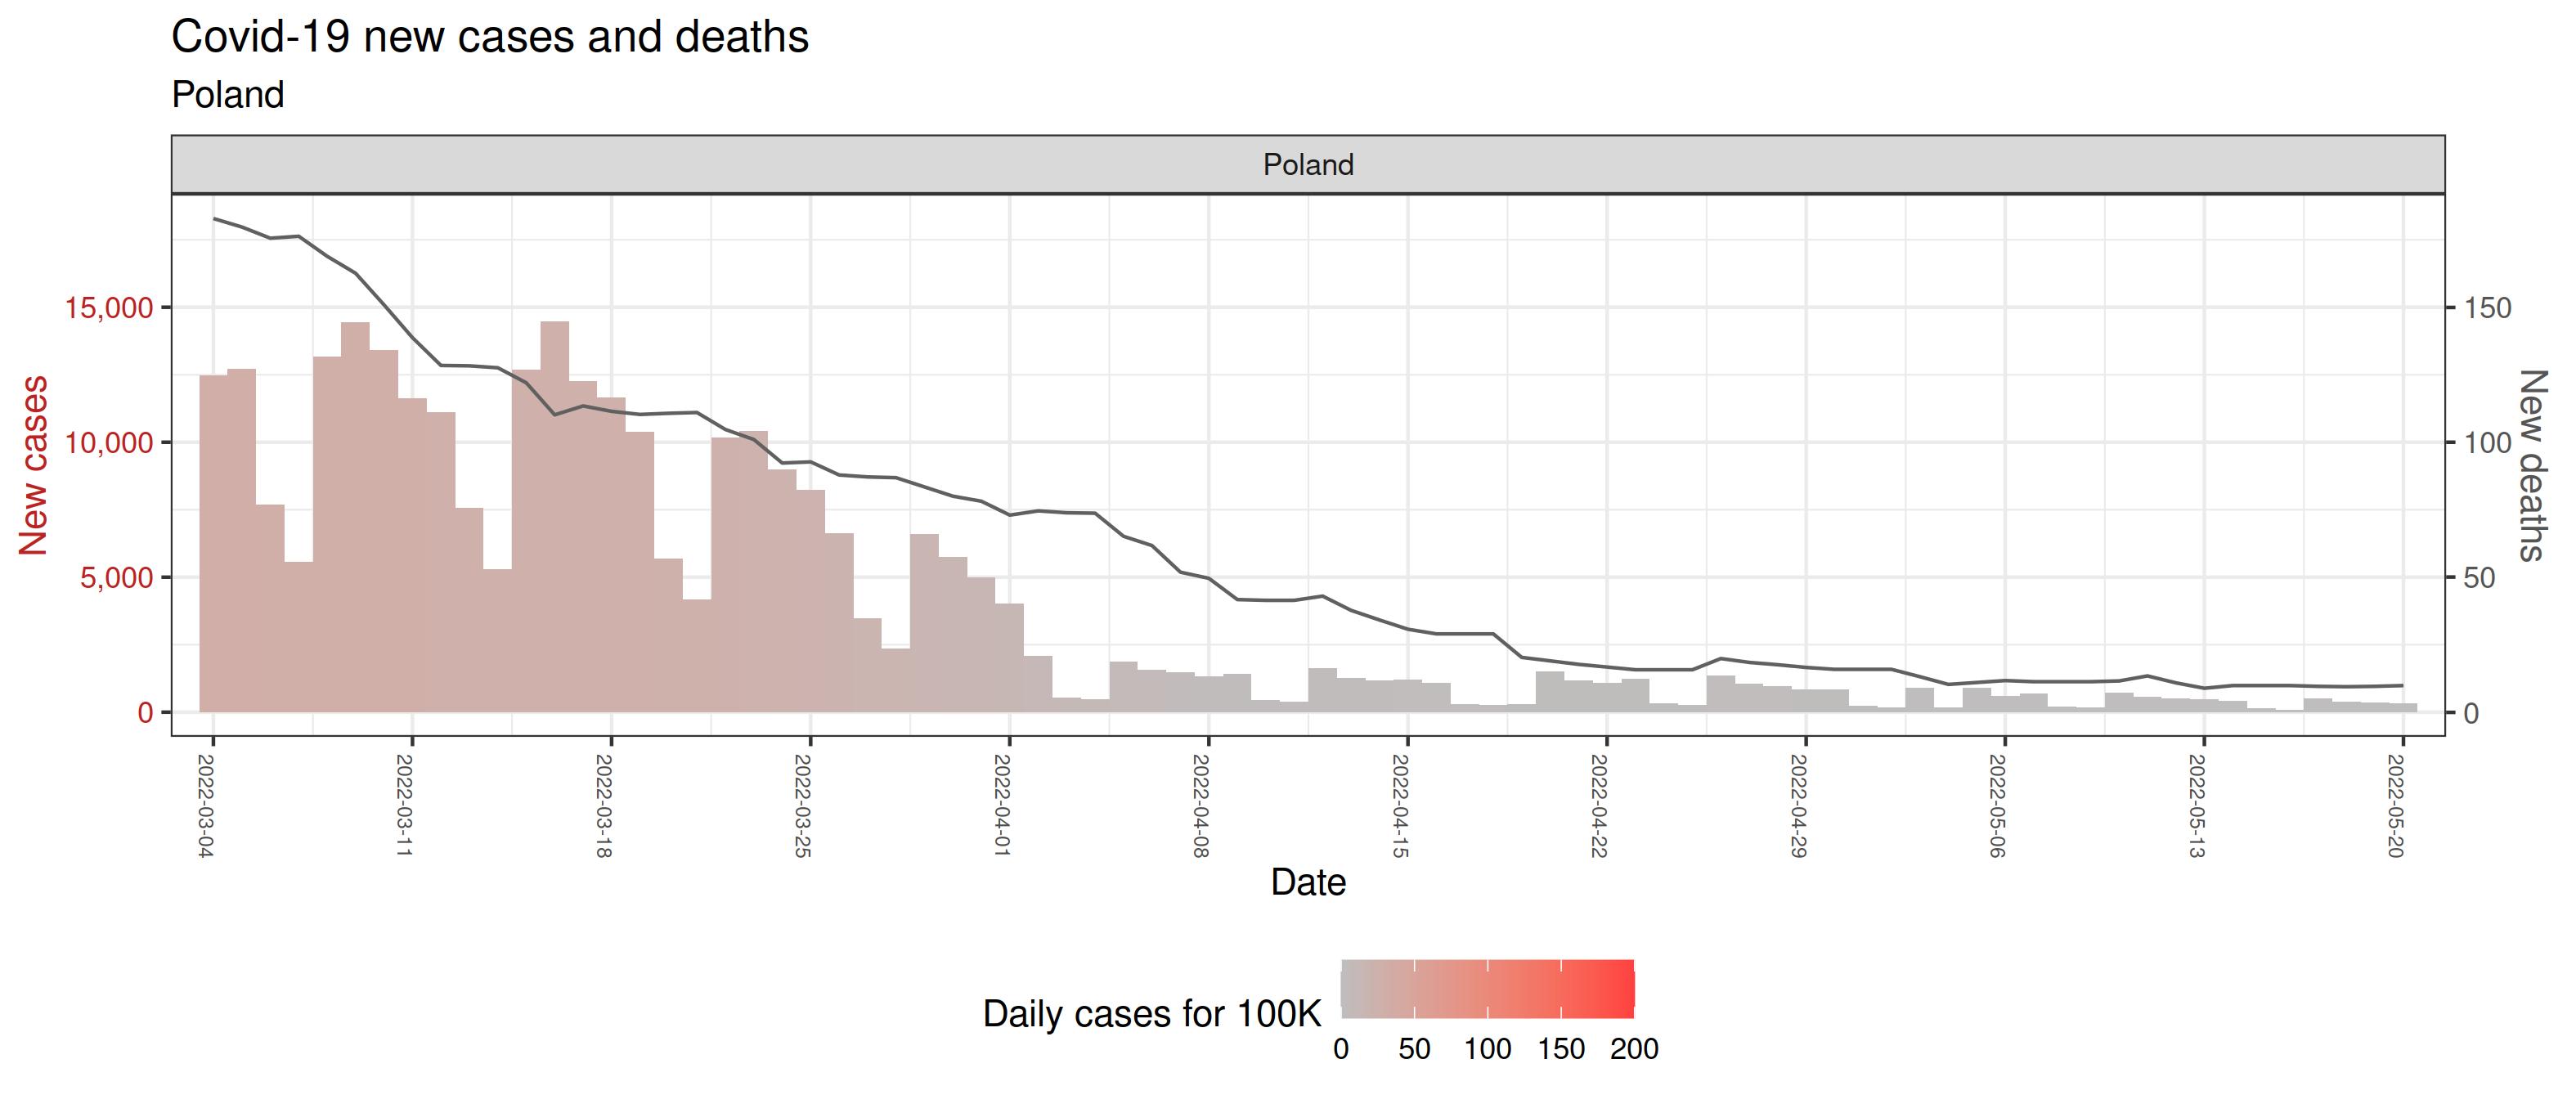 Covid-19 new cases and deaths
Poland
Poland
New cases
15,000
10,000
5,000
0
150
100
50
0
New deaths
2022-03-04
2022-03-11
2022-03-18
2022-03-25
2022-04-01
2022-04-08
2022-04-15
2022-04-22
2022-04-29
2022-05-06
2022-05-13
2022-05-20
Date
Daily cases for 100K
0 50 100 150 200